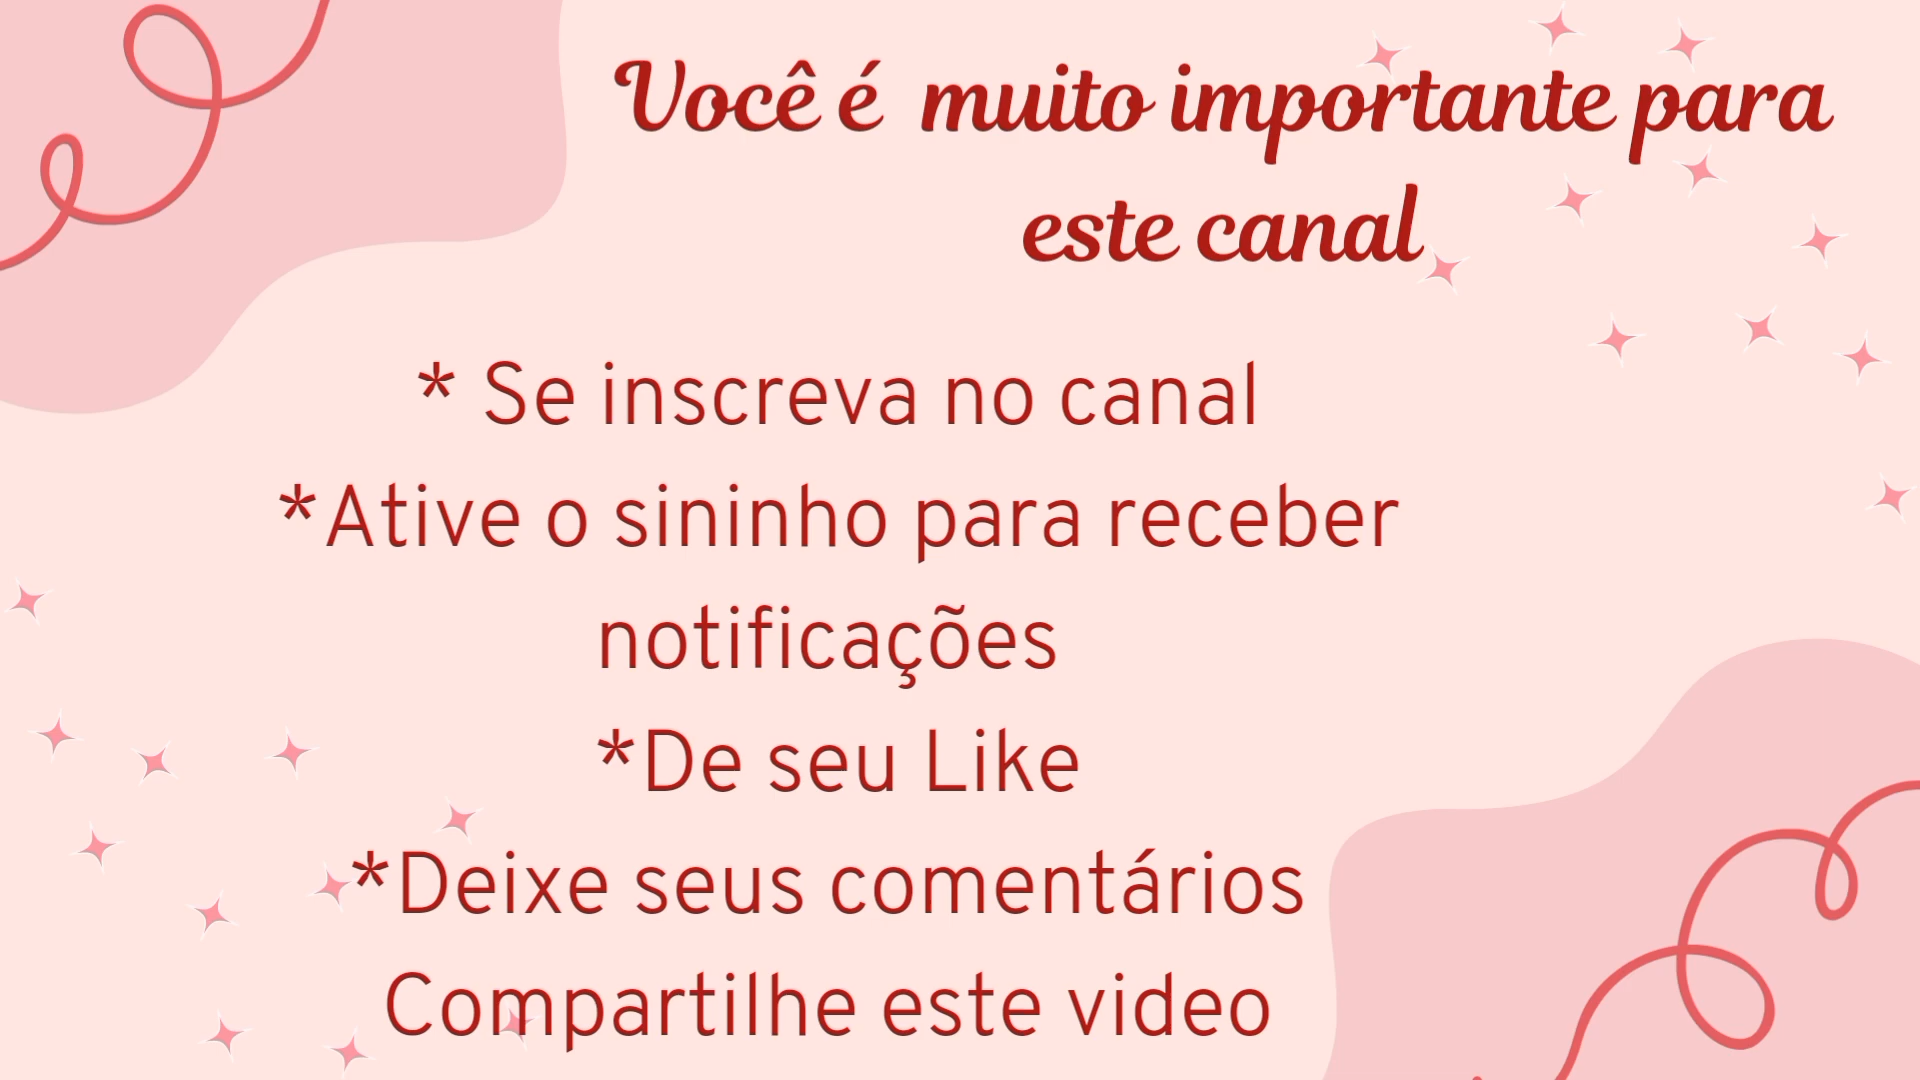 Você é muito importante para
este canal
* Se inscreva no canal
*Ative o sininho para receber
notificações
*De seu Like
*Deixe seus comentários
Compartilhe este video